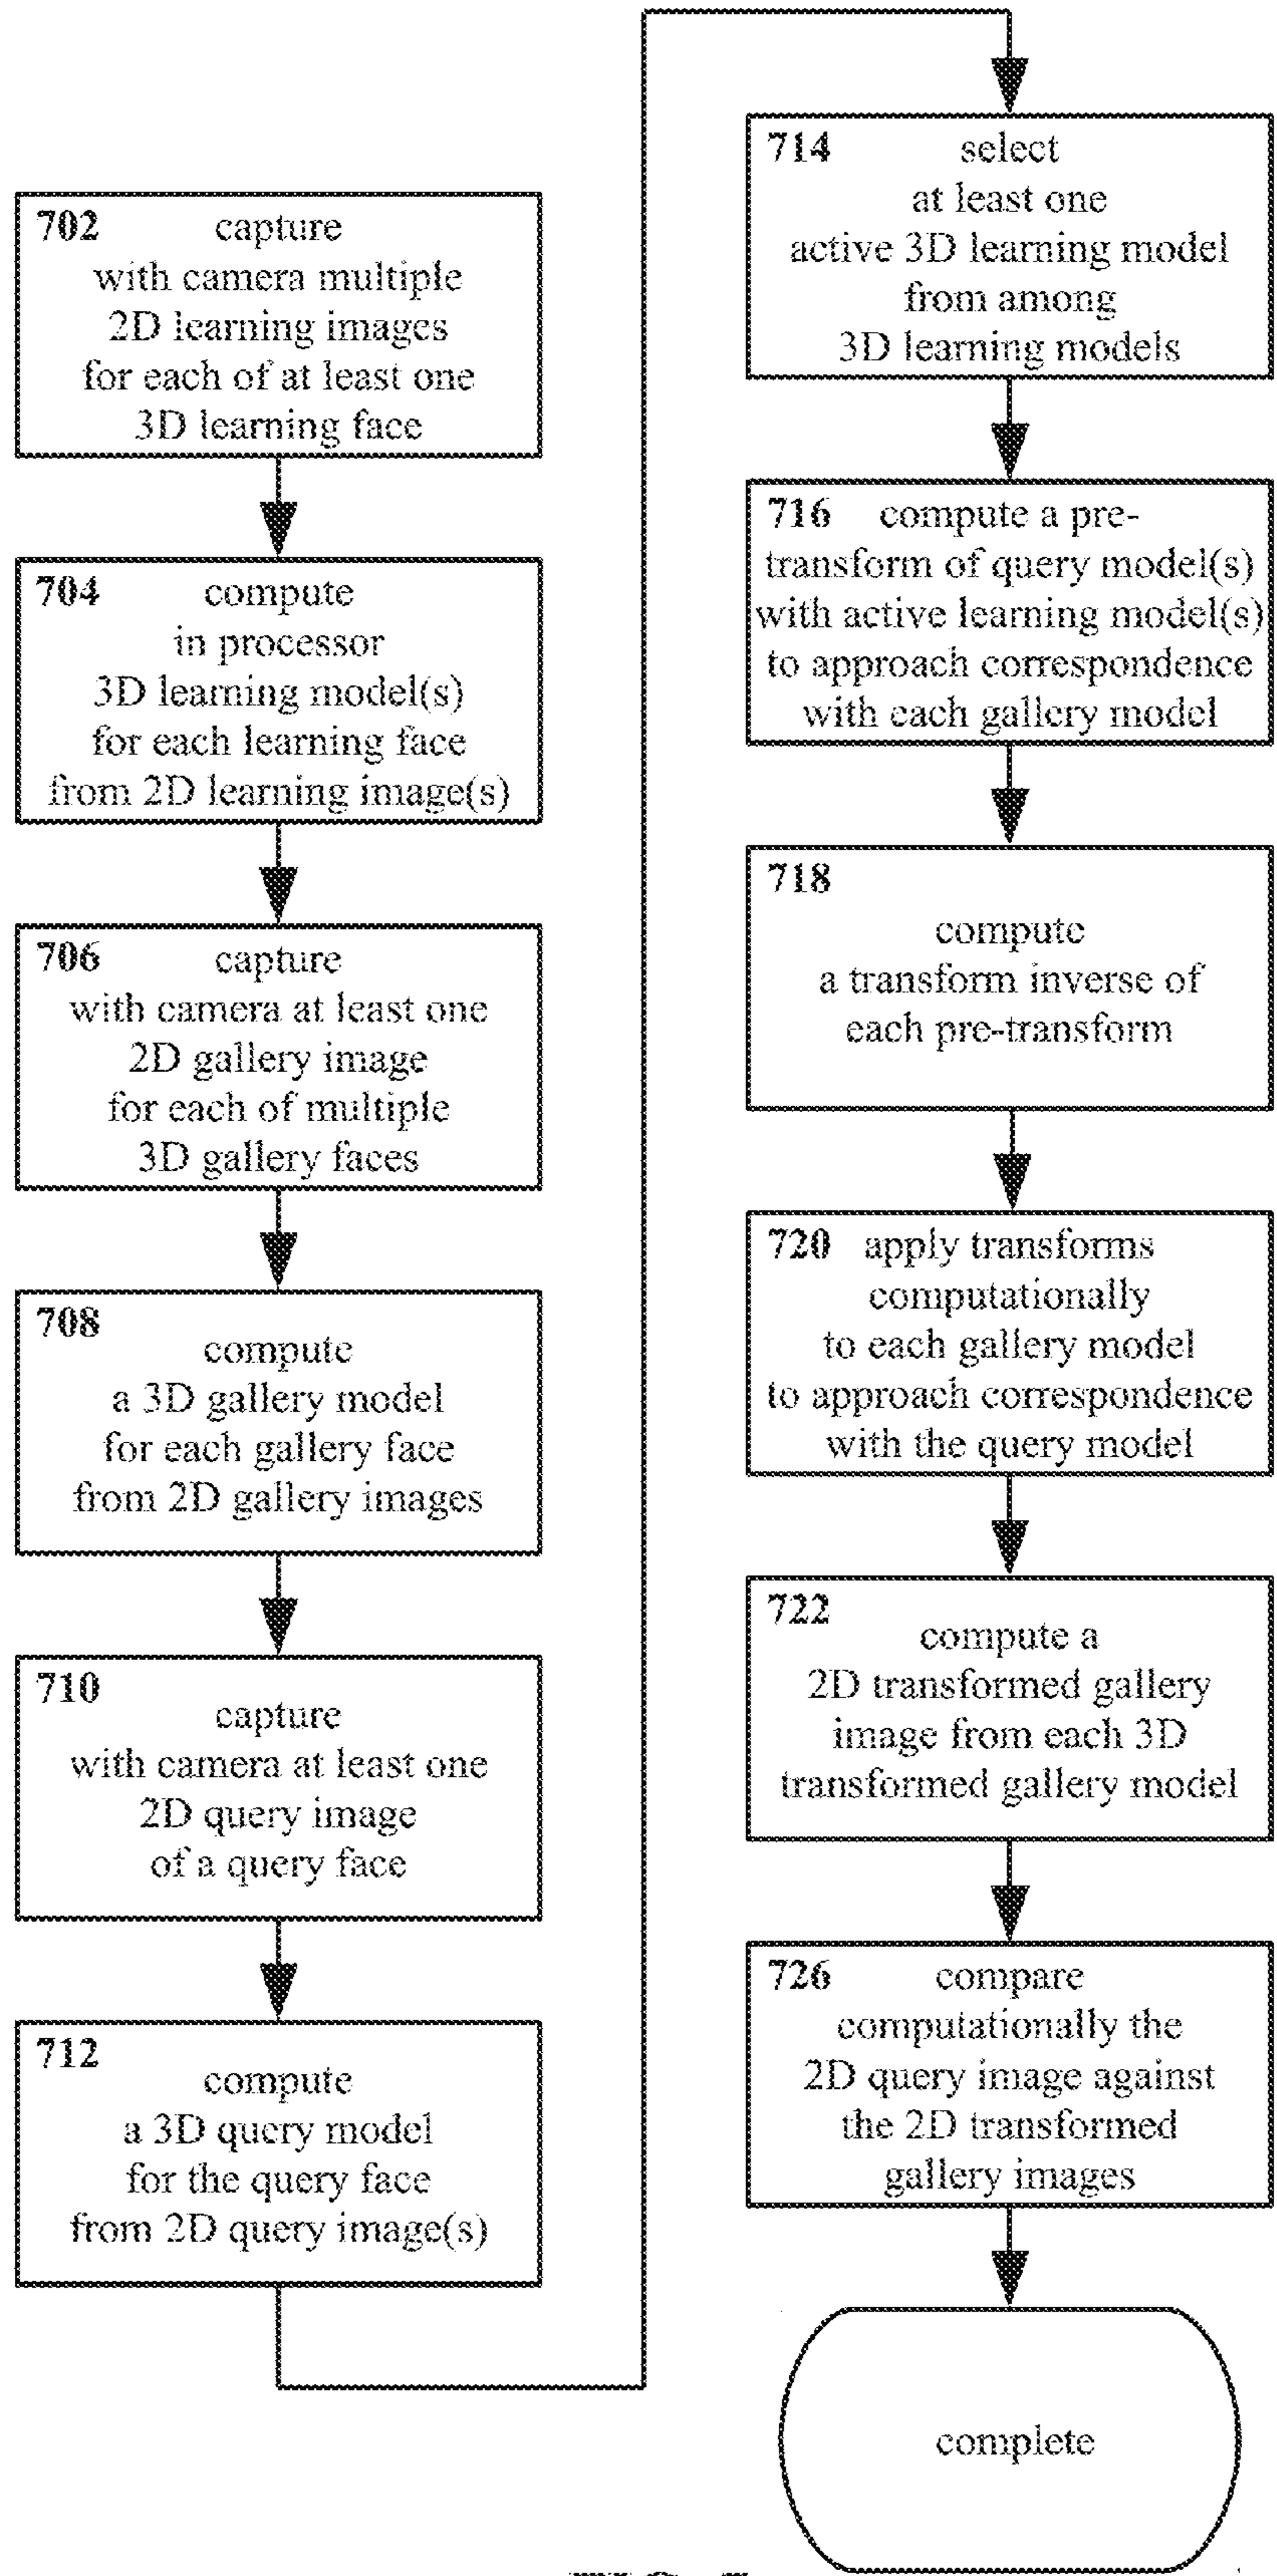 702 capture
with camera multiple
2D learning images
for each of at least one
3D learning face
704 compute
in processor
3D learning model(s)
for each learning face
from 2D learning image(s)
706 capture
with camera at least one
2D gallery image
for each of multiple
3D gallery faces
708
compute
a 3D gallery model
for each gallery face
from 2D gallery images
710
capture
with camera at least one
2D query image
of a query face
712
compute
a 3D query model
for the query face
from 2D query image(s)
714 select
at least one
active 3D learning model
from among
3D learning models
716 compute a pre-
transform of query model(s)
with active learning model(s)
to approach correspondence
with each gallery model
718
compute
a transform inverse of
each pre-transform
720 apply transforms
computationally
to each gallery model
to approach correspondence
with the query model
722
compute a
2D transformed gallery
image from each 3D
transformed gallery model
726 compare
computationally the
2D query image against
the 2D transformed
gallery images
complete